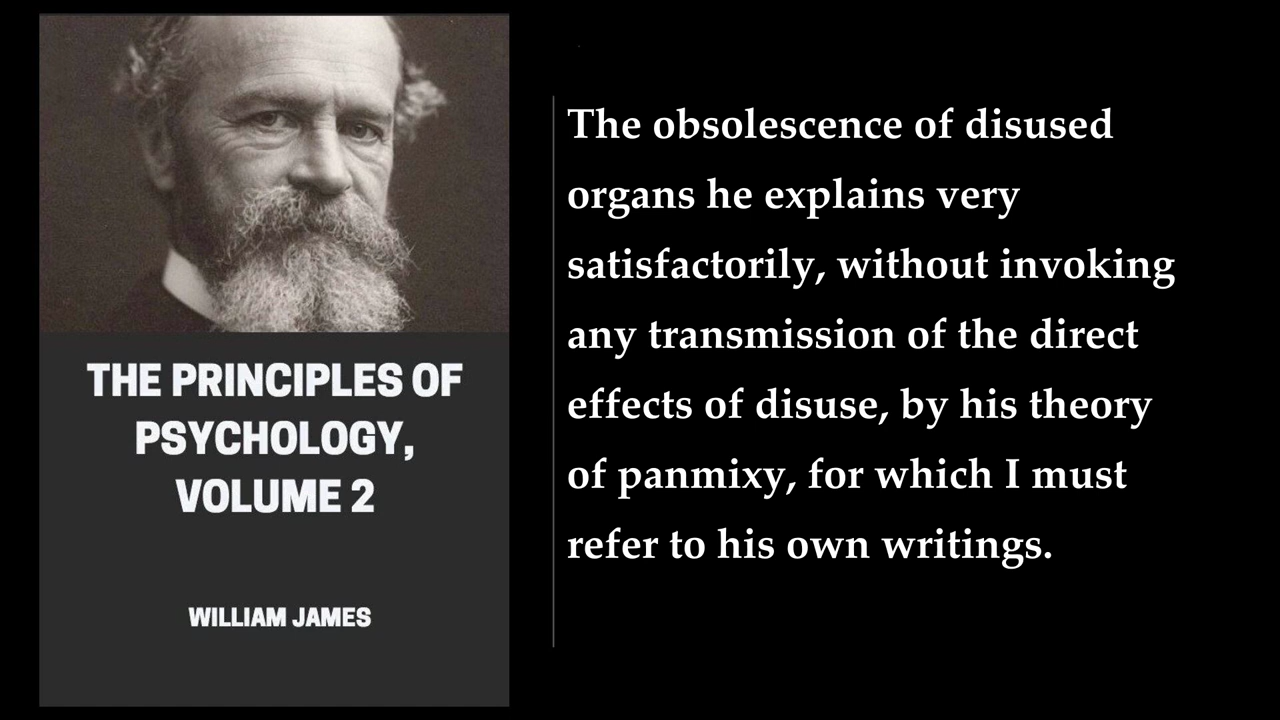 THE PRINCIPLES OF
PSYCHOLOGY,
VOLUME 2
WILLIAM JAMES
The obsolescence of disused
organs he explains very
satisfactorily, without invoking
any transmission of the direct
effects of disuse, by his theory
of panmixy, for which I must
refer to his own writings.